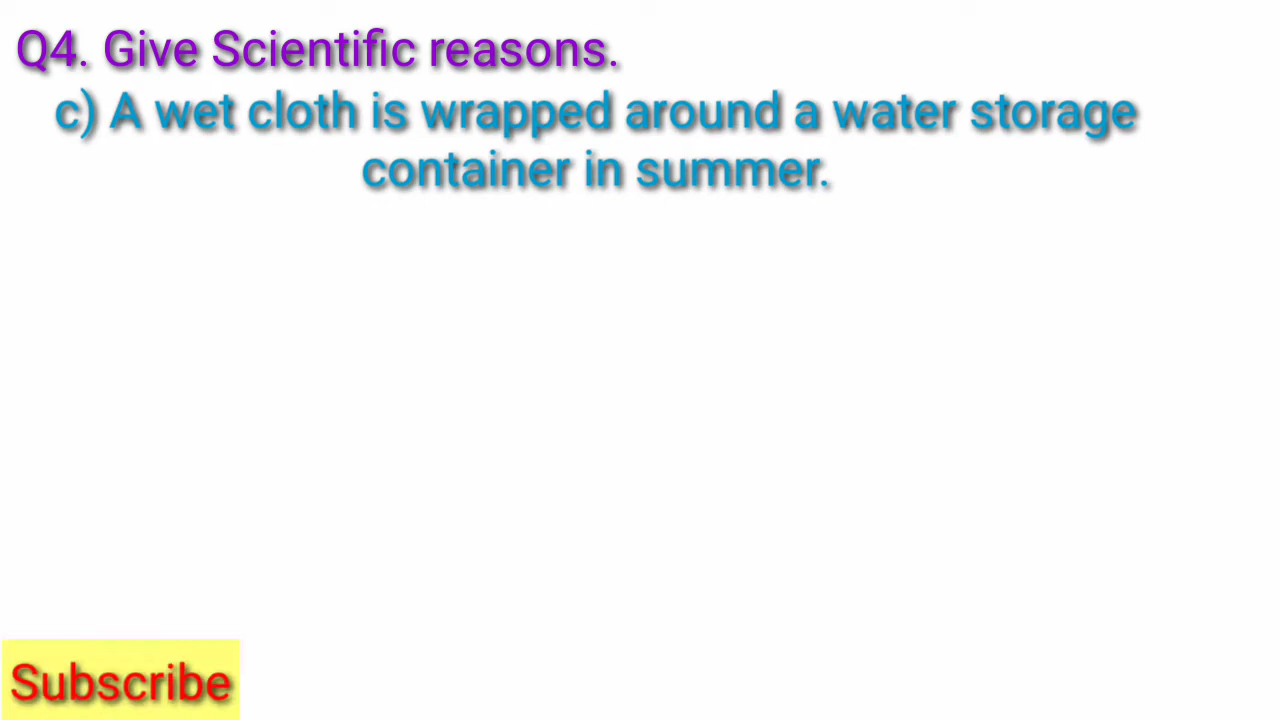 Q4. Give Scientific reasons.
c) A wet cloth is wrapped around a water storage
container in summer.
Subscribe